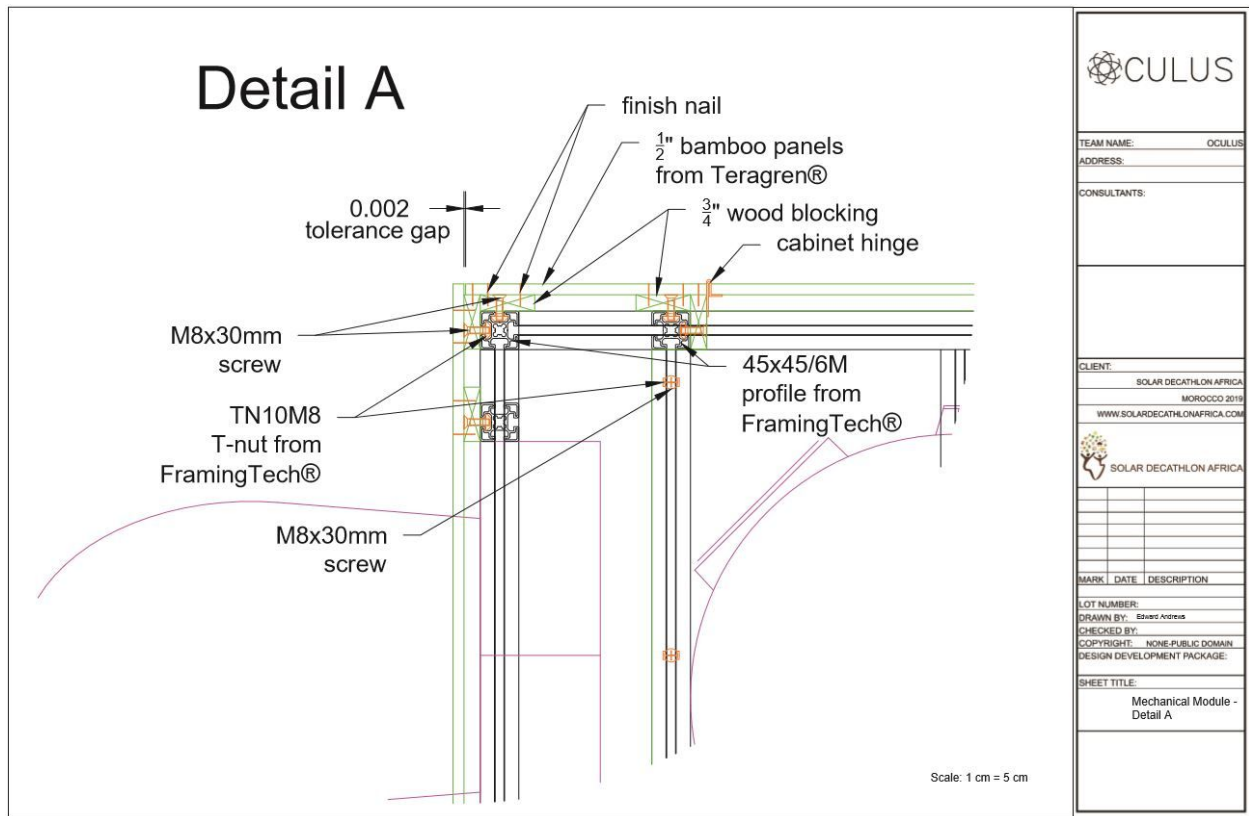 Detail A
finish nail
1/2" bamboo panels
from Teragren®
3/4" wood blocking
cabinet hinge
0.002
tolerance gap
M8x30mm
screw
TN10M8
T-nut from
FramingTech®
45x45/6M
profile from
FramingTech®
M8x30mm
screw
Scale: 1 cm = 5 cm
CULUS
TEAM NAME: OCULUS
ADDRESS:
CONSULTANTS:
CLIENT:
SOLAR DECATHLON AFRICA
MOROCCO 2019
WWW.SOLARDECATHLONAFRICA.COM
SOLAR DECATHLON AFRICA
MARK DATE DESCRIPTION
LOT NUMBER:
DRAWN BY: Edward Andrews
CHECKED BY:
COPYRIGHT: NONE-PUBLIC DOMAIN
DESIGN DEVELOPMENT PACKAGE:
SHEET TITLE:
Mechanical Module -
Detail A